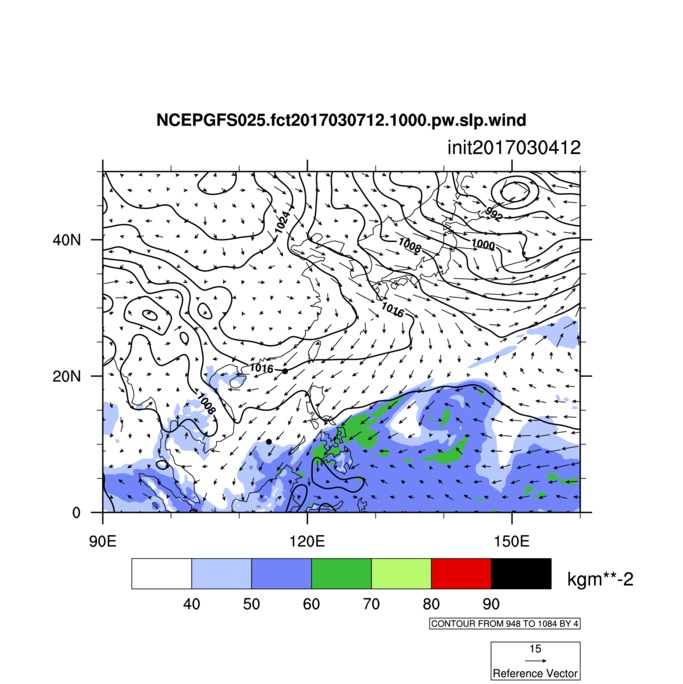 NCEPGFS025.fct2017030712.1000.pw.slp.wind
init2017030412
992
1024
40N
1008
1000
1016
1016
20N
1008
0
90E
120E
150E
kgm**-2
40
50
60
70
80
90
CONTOUR FROM 948 TO 1084 BY 4
15
Reference Vector